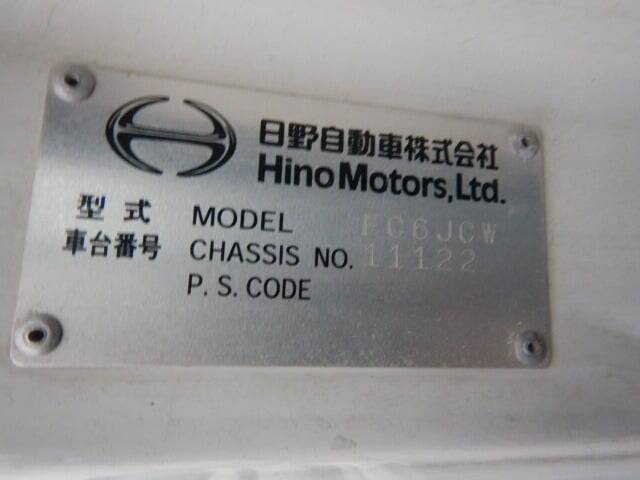 日野自動車株式会社
Hino Motors, Ltd.
型式 MODEL FC6JCW
車台番号 CHASSIS NO. 11122
P. S. CODE